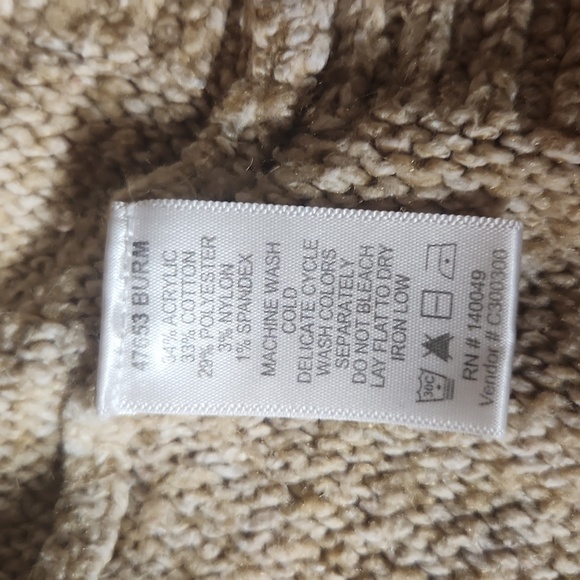 47653 BURM
34% ACRYLIC
33% COTTON
29% POLYESTER
3% NYLON
1% SPANDEX
MACHINE WASH
COLD
DELICATE CYCLE
WASH COLORS
SEPARATELY
DO NOT BLEACH
LAY FLAT TO DRY
IRON LOW
30C
RN # 140049
Vendor # C300300